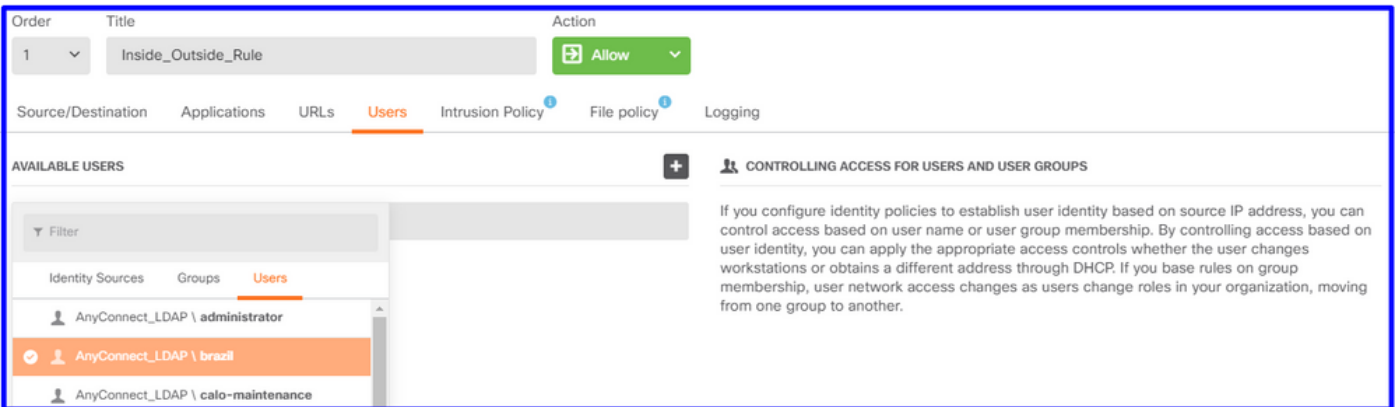 Order Title Action
1 Inside_Outside_Rule Allow
Source/Destination Applications URLs Users Intrusion Policy File policy Logging
AVAILABLE USERS
Filter
Identity Sources Groups Users
AnyConnect_LDAP \ administrator
AnyConnect_LDAP \ brazil
AnyConnect_LDAP \ calo-maintenance
CONTROLLING ACCESS FOR USERS AND USER GROUPS
If you configure identity policies to establish user identity based on source IP address, you can
control access based on user name or user group membership. By controlling access based on
user identity, you can apply the appropriate access controls whether the user changes
workstations or obtains a different address through DHCP. If you base rules on group
membership, user network access changes as users change roles in your organization, moving
from one group to another.